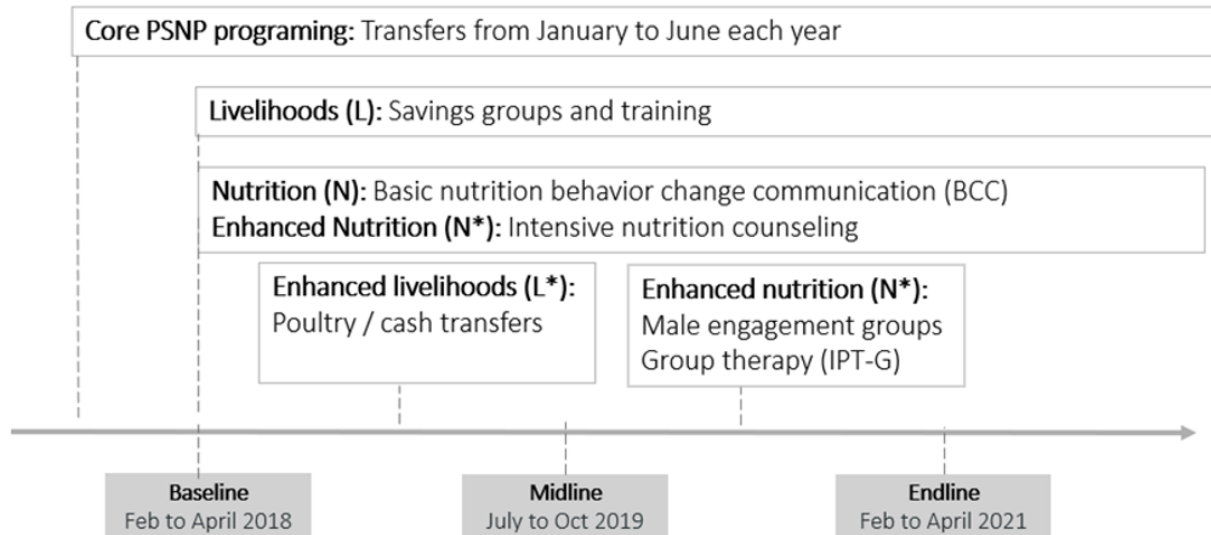 Core PSNP programing: Transfers from January to June each year
Livelihoods (L): Savings groups and training
Nutrition (N): Basic nutrition behavior change communication (BCC)
Enhanced Nutrition (N*): Intensive nutrition counseling
Enhanced livelihoods (L*):
Poultry / cash transfers
Enhanced nutrition (N*):
Male engagement groups
Group therapy (IPT-G)
Baseline
Feb to April 2018
Midline
July to Oct 2019
Endline
Feb to April 2021